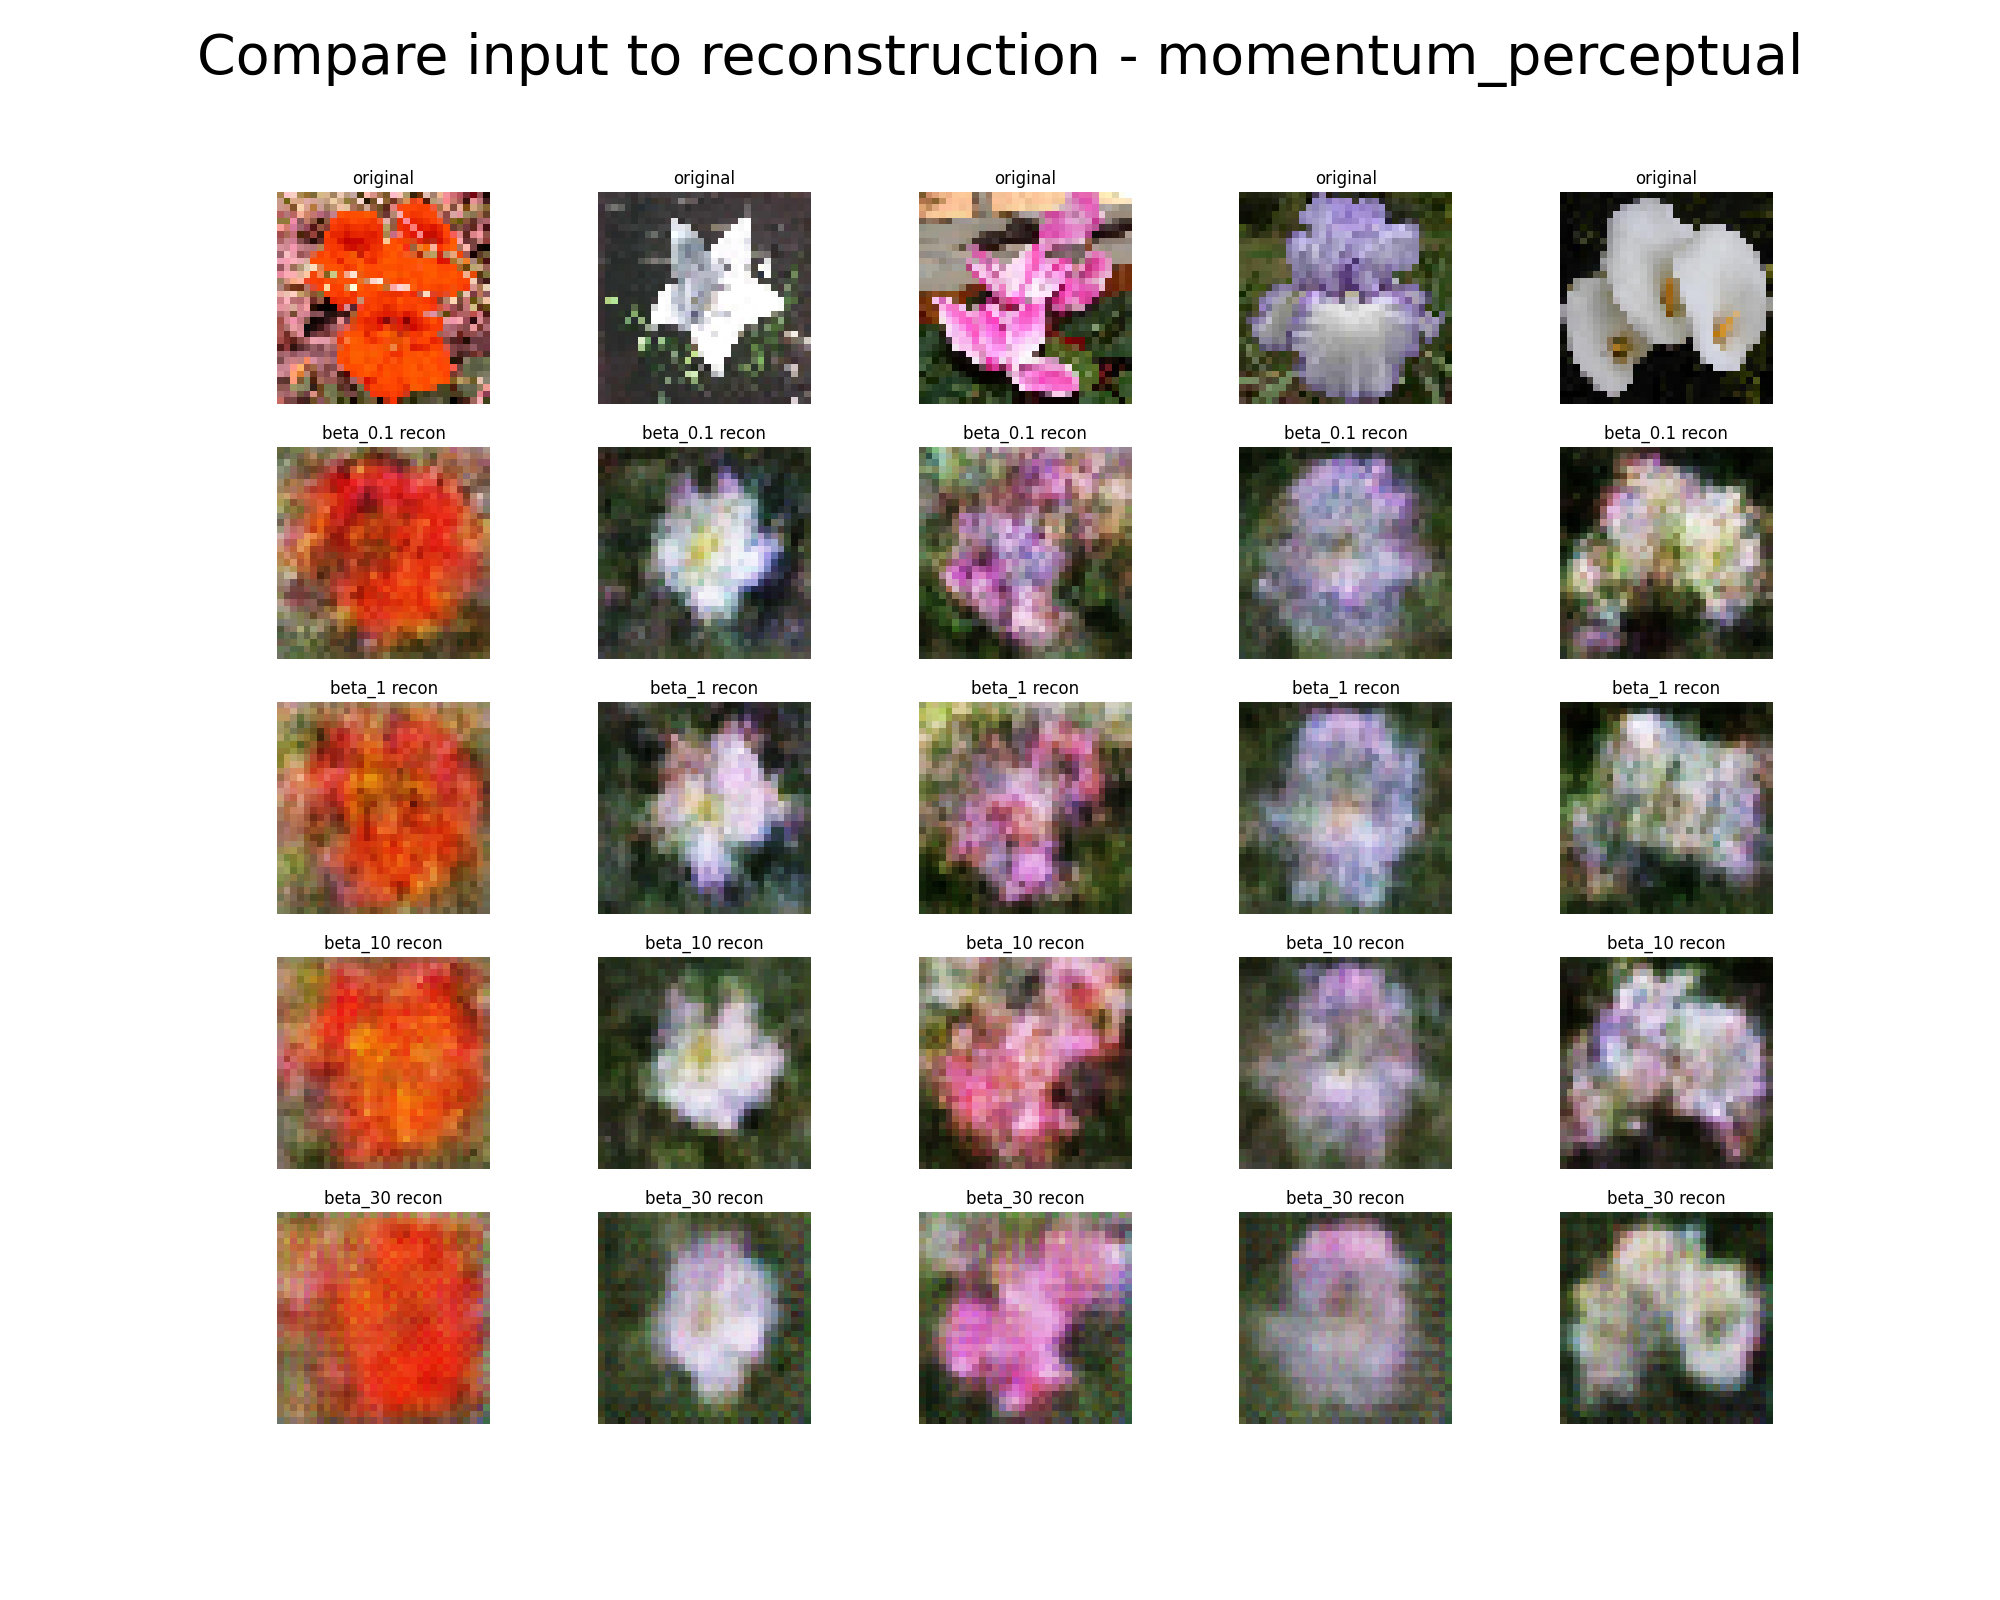 Compare input to reconstruction - momentum_perceptual
original original original original original
beta_0.1 recon beta_0.1 recon beta_0.1 recon beta_0.1 recon beta_0.1 recon
beta_1 recon beta_1 recon beta_1 recon beta_1 recon beta_1 recon
beta_10 recon beta_10 recon beta_10 recon beta_10 recon beta_10 recon
beta_30 recon beta_30 recon beta_30 recon beta_30 recon beta_30 recon